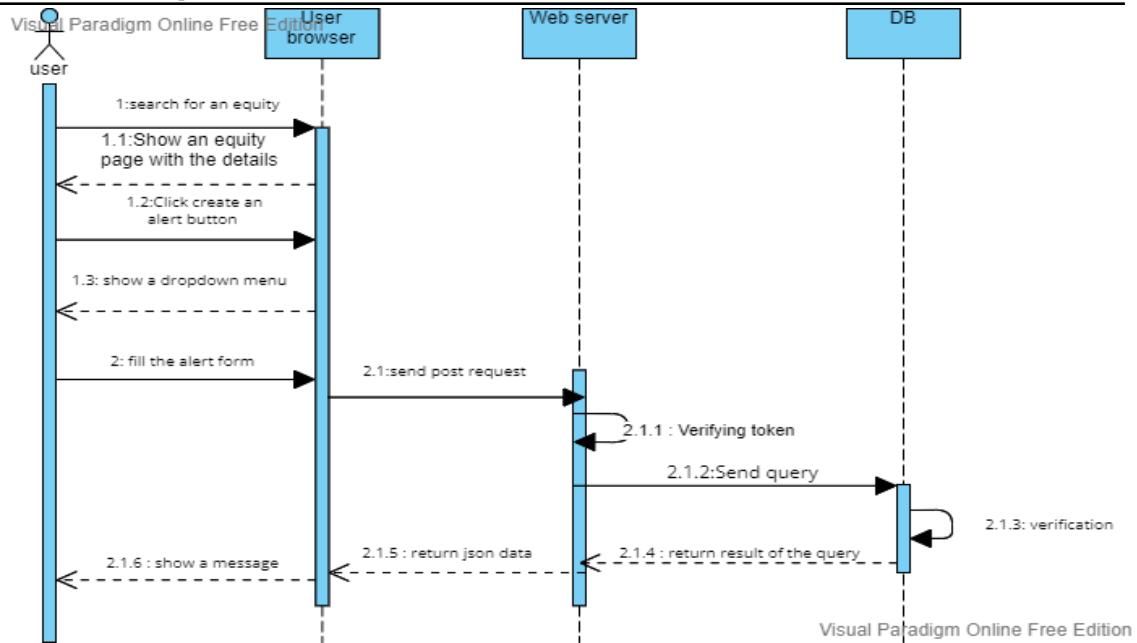 Visual Paradigm Online Free Edition
User
browser
Web server
DB
user
1:search for an equity
1.1:Show an equity
page with the details
1.2:Click create an
alert button
1.3: show a dropdown menu
2: fill the alert form
2.1:send post request
2.1.1 : Verifying token
2.1.2:Send query
2.1.3: verification
2.1.4 : return result of the query
2.1.5 : return json data
2.1.6 : show a message
Visual Paradigm Online Free Edition